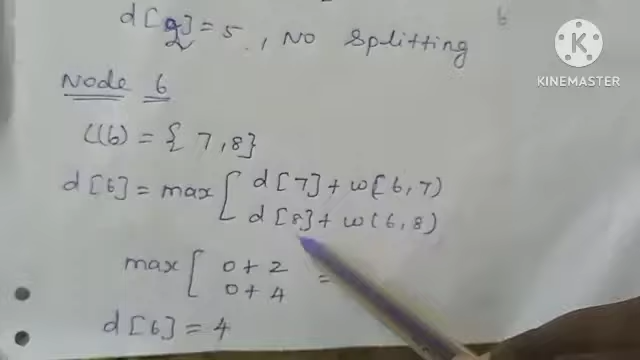 d[2] = 5, No splitting
KINEMASTER
Node 6
C(6) = { 7, 8}
d[6] = max [ d[7] + w[6, 7)
d[8] + w(6, 8)
max [ 0 + 2 =
0 + 4
d[6] = 4